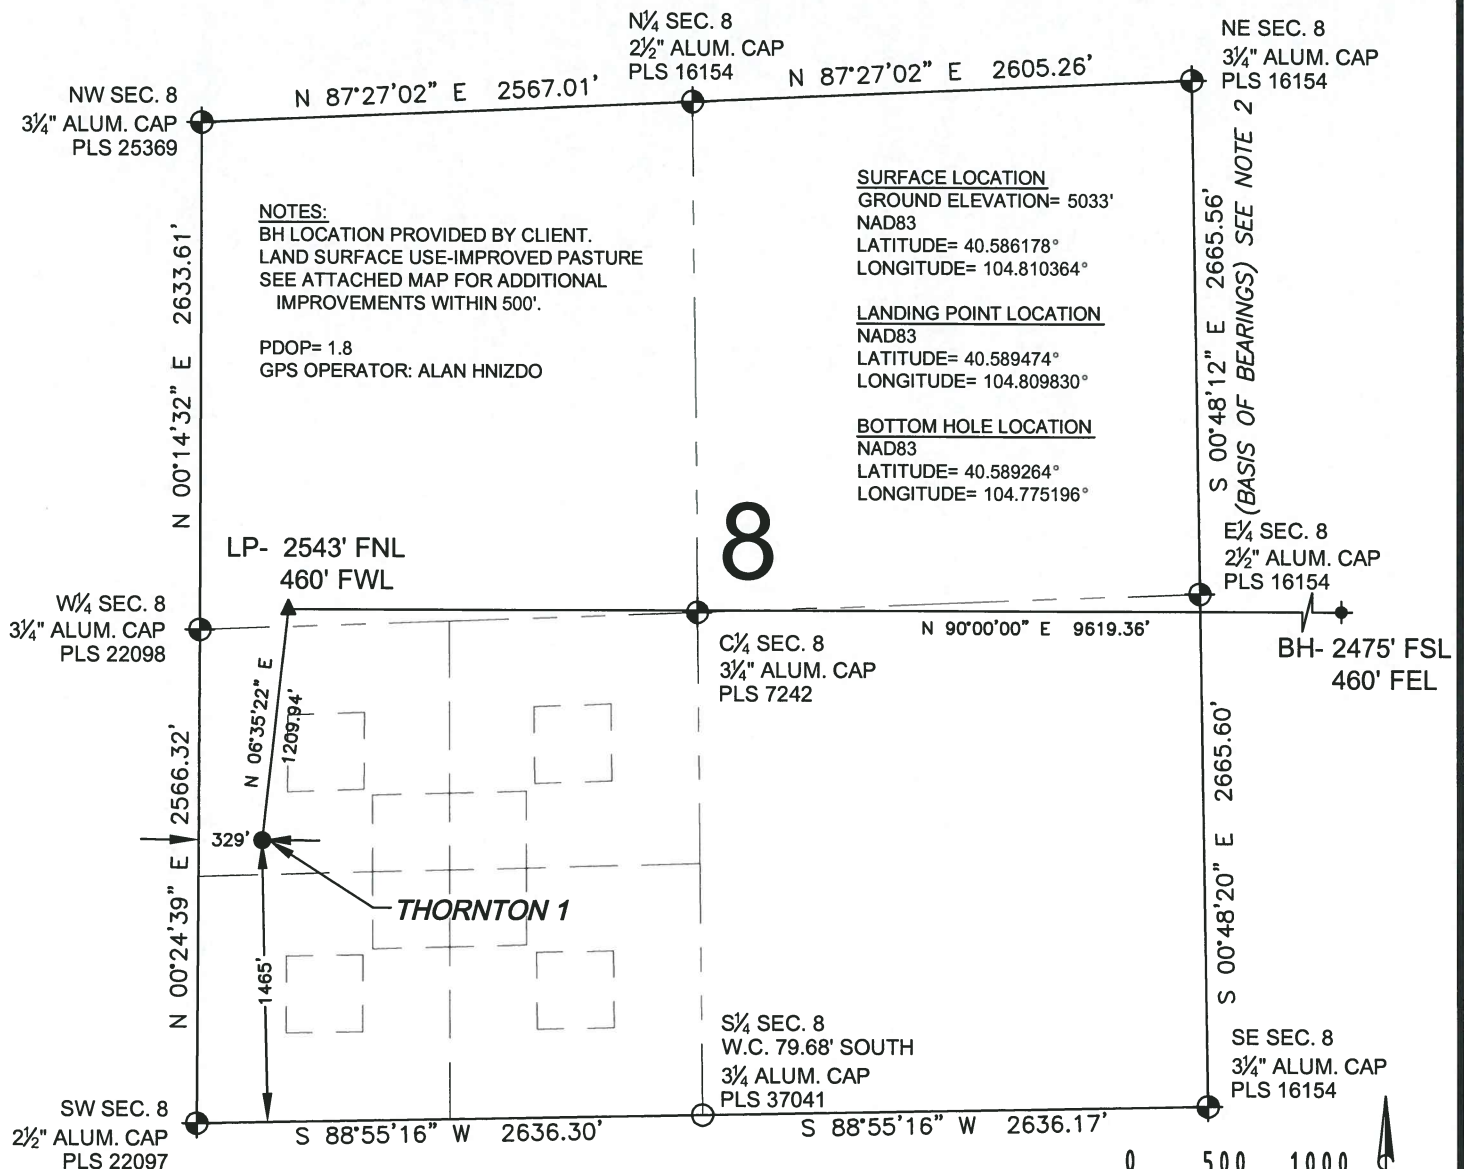 N¼ SEC. 8
2½" ALUM. CAP
PLS 16154
NE SEC. 8
3¼" ALUM. CAP
PLS 16154
NW SEC. 8
3¼" ALUM. CAP
PLS 25369
N 87°27'02" E 2567.01'
N 87°27'02" E 2605.26'
N 00°14'32" E 2633.61'
NOTES:
BH LOCATION PROVIDED BY CLIENT.
LAND SURFACE USE-IMPROVED PASTURE
SEE ATTACHED MAP FOR ADDITIONAL
IMPROVEMENTS WITHIN 500'.
PDOP= 1.8
GPS OPERATOR: ALAN HNIZDO
SURFACE LOCATION
GROUND ELEVATION= 5033'
NAD83
LATITUDE= 40.586178°
LONGITUDE= 104.810364°
LANDING POINT LOCATION
NAD83
LATITUDE= 40.589474°
LONGITUDE= 104.809830°
BOTTOM HOLE LOCATION
NAD83
LATITUDE= 40.589264°
LONGITUDE= 104.775196°
S 00°48'12" E 2665.56'
(BASIS OF BEARINGS) SEE NOTE 2
8
LP- 2543' FNL
460' FWL
W¼ SEC. 8
3¼" ALUM. CAP
PLS 22098
E¼ SEC. 8
2½" ALUM. CAP
PLS 16154
C¼ SEC. 8
3¼" ALUM. CAP
PLS 7242
N 90°00'00" E 9619.36'
BH- 2475' FSL
460' FEL
N 06°35'22" E
1209.94'
N 00°24'39" E 2566.32'
329'
THORNTON 1
1465'
S 00°48'20" E 2665.60'
S¼ SEC. 8
W.C. 79.68' SOUTH
3¼ ALUM. CAP
PLS 37041
SE SEC. 8
3¼" ALUM. CAP
PLS 16154
SW SEC. 8
2½" ALUM. CAP
PLS 22097
S 88°55'16" W 2636.30'
S 88°55'16" W 2636.17'
0 500 1000